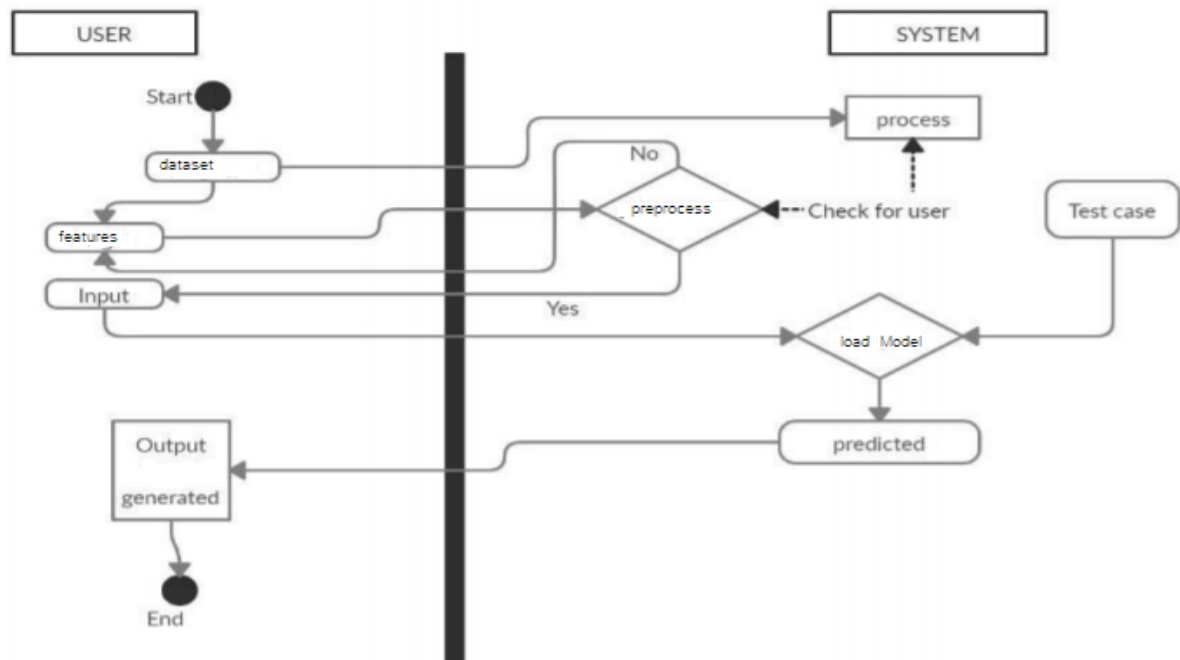 USER
SYSTEM
Start
process
dataset
No
preprocess
Check for user
Test case
features
Input
Yes
load Model
Output
generated
predicted
End